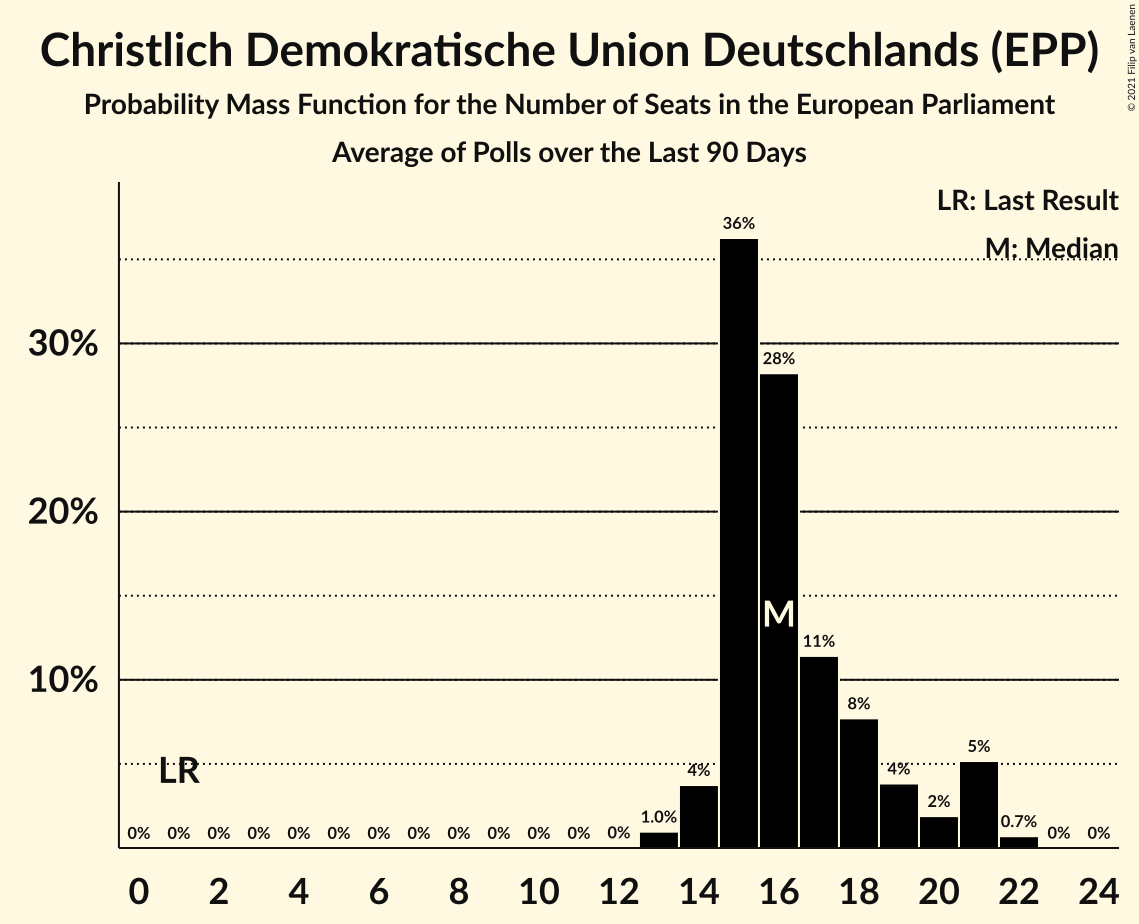 Christlich Demokratische Union Deutschlands (EPP)
Probability Mass Function for the Number of Seats in the European Parliament
Average of Polls over the Last 90 Days
© 2021 Filip van Laenen
LR: Last Result
M: Median
36%
30%
28%
20%
M
11%
10%
8%
5%
LR
4%
4%
2%
1.0%
0.7%
0% 0% 0% 0% 0% 0% 0% 0% 0% 0% 0% 0% 0% 0% 0%
0 2 4 6 8 10 12 14 16 18 20 22 24